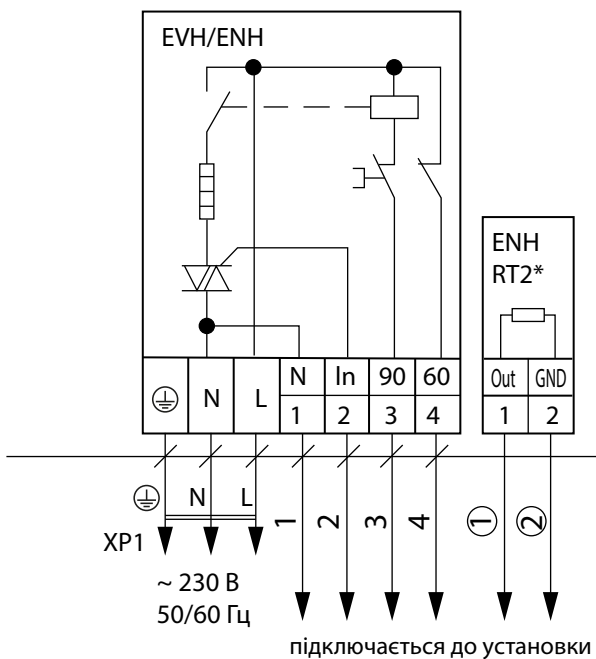 EVH/ENH
ENH
RT2*
N In 90 60
⏚ N L
1 2 3 4
Out GND
1 2
⏚ N L
1 2 3 4 ① ②
XP1
~ 230 В
50/60 Гц
підключається до установки